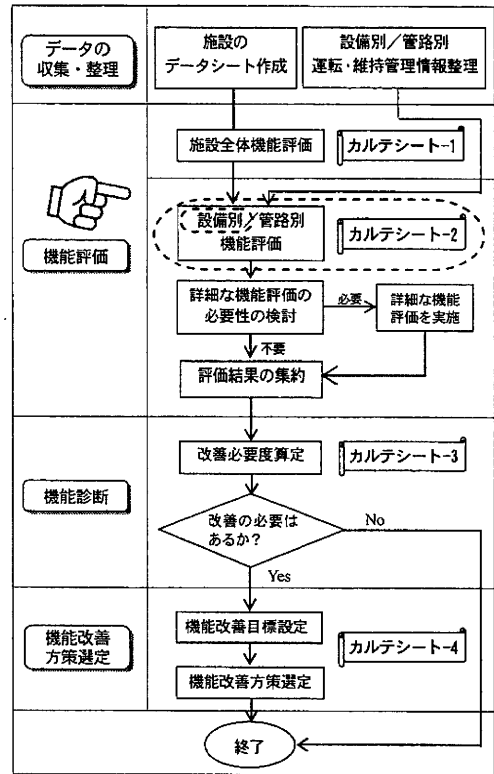 データの
収集・整理
施設の
データシート作成
設備別／管路別
運転・維持管理情報整理
施設全体機能評価
カルテシート-1
機能評価
設備別／管路別
機能評価
カルテシート-2
詳細な機能評価の
必要性の検討
必要
詳細な機能
評価を実施
不要
評価結果の集約
機能診断
改善必要度算定
カルテシート-3
改善の必要は
あるか？
No
Yes
機能改善
方策選定
機能改善目標設定
カルテシート-4
機能改善方策選定
終了